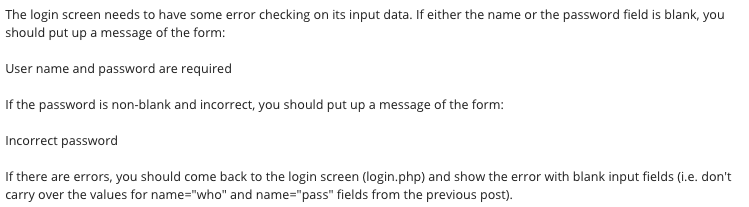 The login screen needs to have some error checking on its input data. If either the name or the password field is blank, you
should put up a message of the form:
User name and password are required
If the password is non-blank and incorrect, you should put up a message of the form:
Incorrect password
If there are errors, you should come back to the login screen (login.php) and show the error with blank input fields (i.e. don't
carry over the values for name="who" and name="pass" fields from the previous post).